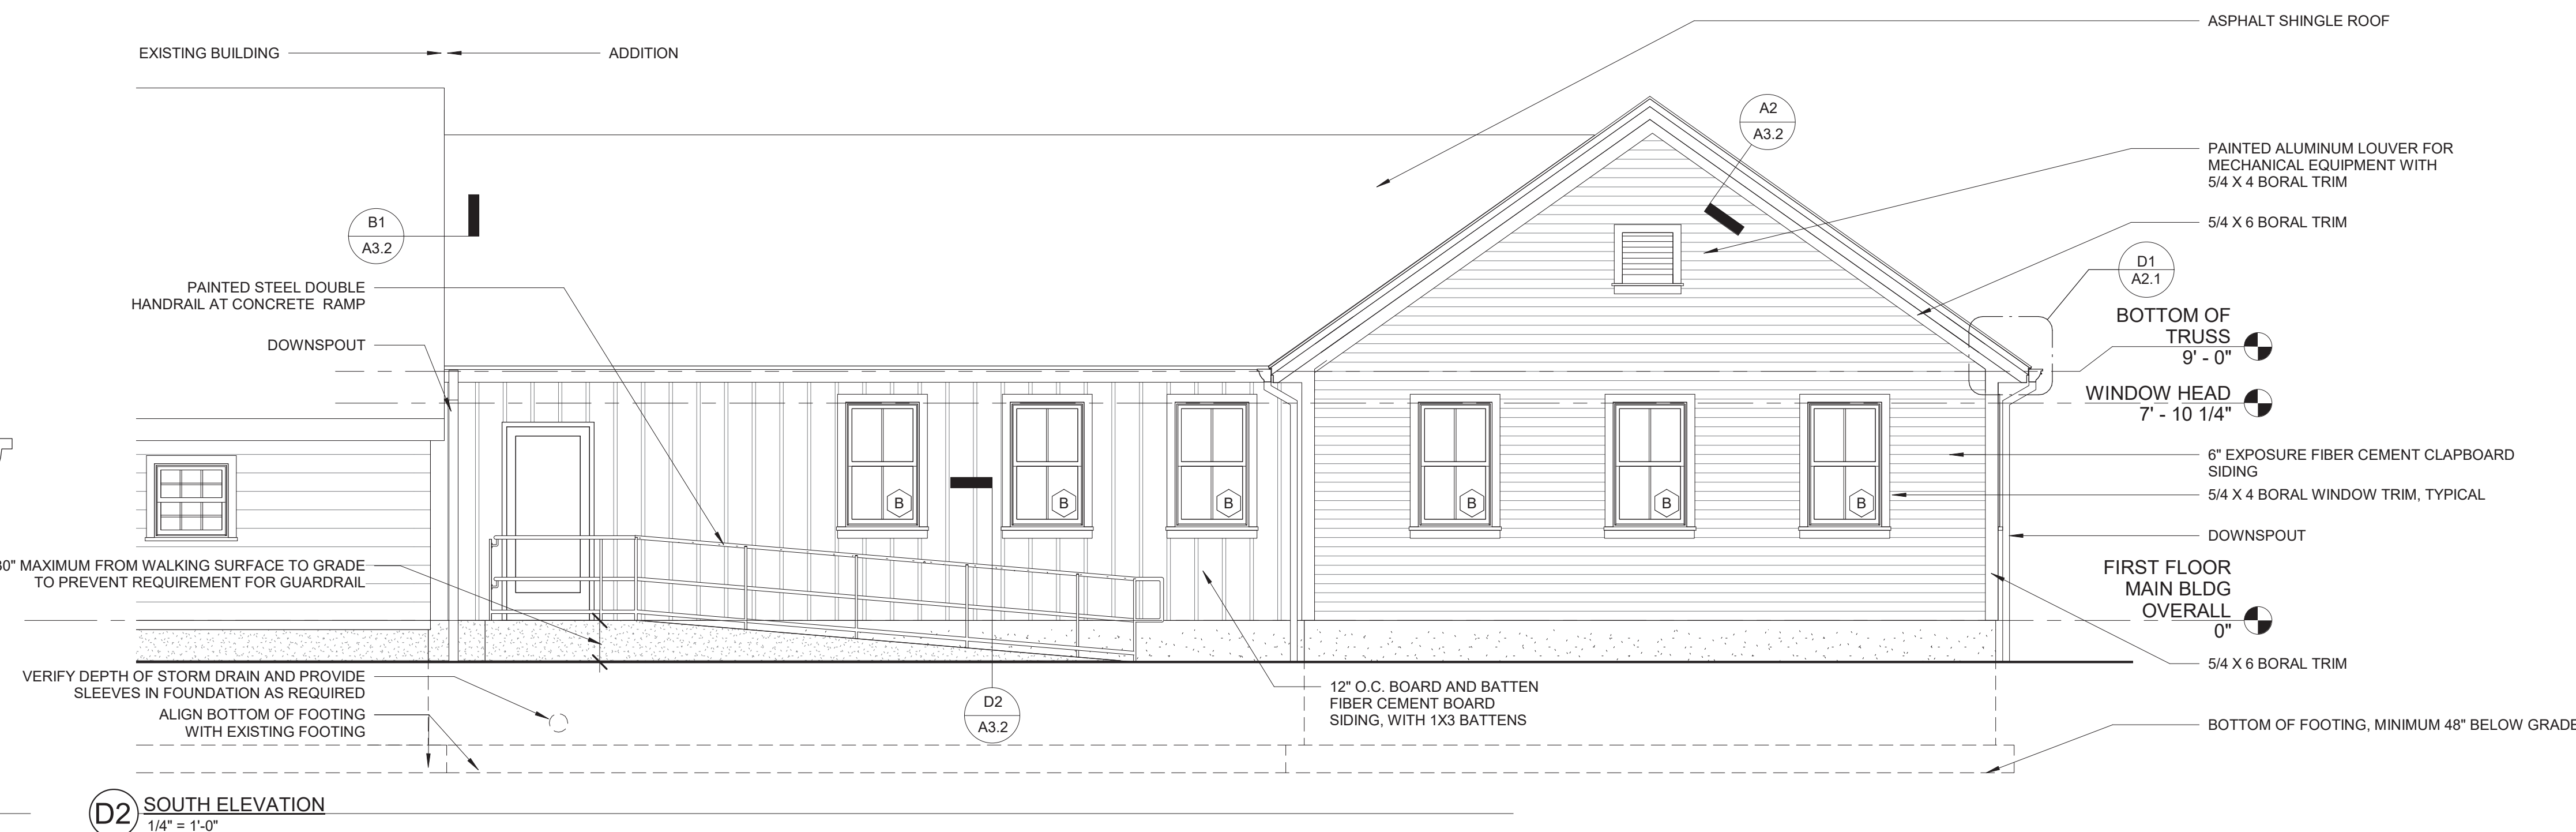 EXISTING BUILDING
ADDITION
ASPHALT SHINGLE ROOF
A2
A3.2
PAINTED ALUMINUM LOUVER FOR
MECHANICAL EQUIPMENT WITH
5/4 X 4 BORAL TRIM
B1
A3.2
5/4 X 6 BORAL TRIM
D1
A2.1
PAINTED STEEL DOUBLE
HANDRAIL AT CONCRETE RAMP
BOTTOM OF
TRUSS
9' - 0"
DOWNSPOUT
WINDOW HEAD
7' - 10 1/4"
6" EXPOSURE FIBER CEMENT CLAPBOARD
SIDING
5/4 X 4 BORAL WINDOW TRIM, TYPICAL
B
B
B
B
B
B
DOWNSPOUT
0" MAXIMUM FROM WALKING SURFACE TO GRADE
TO PREVENT REQUIREMENT FOR GUARDRAIL
FIRST FLOOR
MAIN BLDG
OVERALL
0"
5/4 X 6 BORAL TRIM
VERIFY DEPTH OF STORM DRAIN AND PROVIDE
SLEEVES IN FOUNDATION AS REQUIRED
ALIGN BOTTOM OF FOOTING
WITH EXISTING FOOTING
D2
A3.2
12" O.C. BOARD AND BATTEN
FIBER CEMENT BOARD
SIDING, WITH 1X3 BATTENS
BOTTOM OF FOOTING, MINIMUM 48" BELOW GRADE
D2
SOUTH ELEVATION
1/4" = 1'-0"